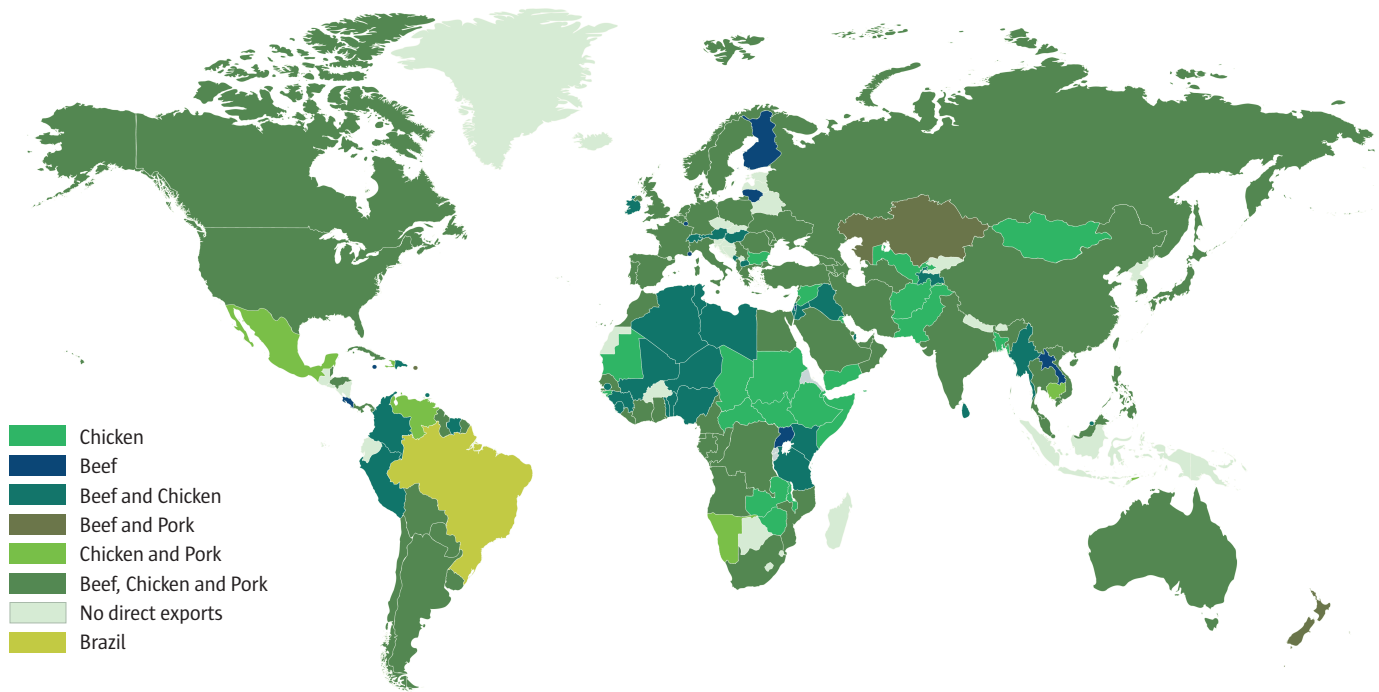 Chicken
Beef
Beef and Chicken
Beef and Pork
Chicken and Pork
Beef, Chicken and Pork
No direct exports
Brazil